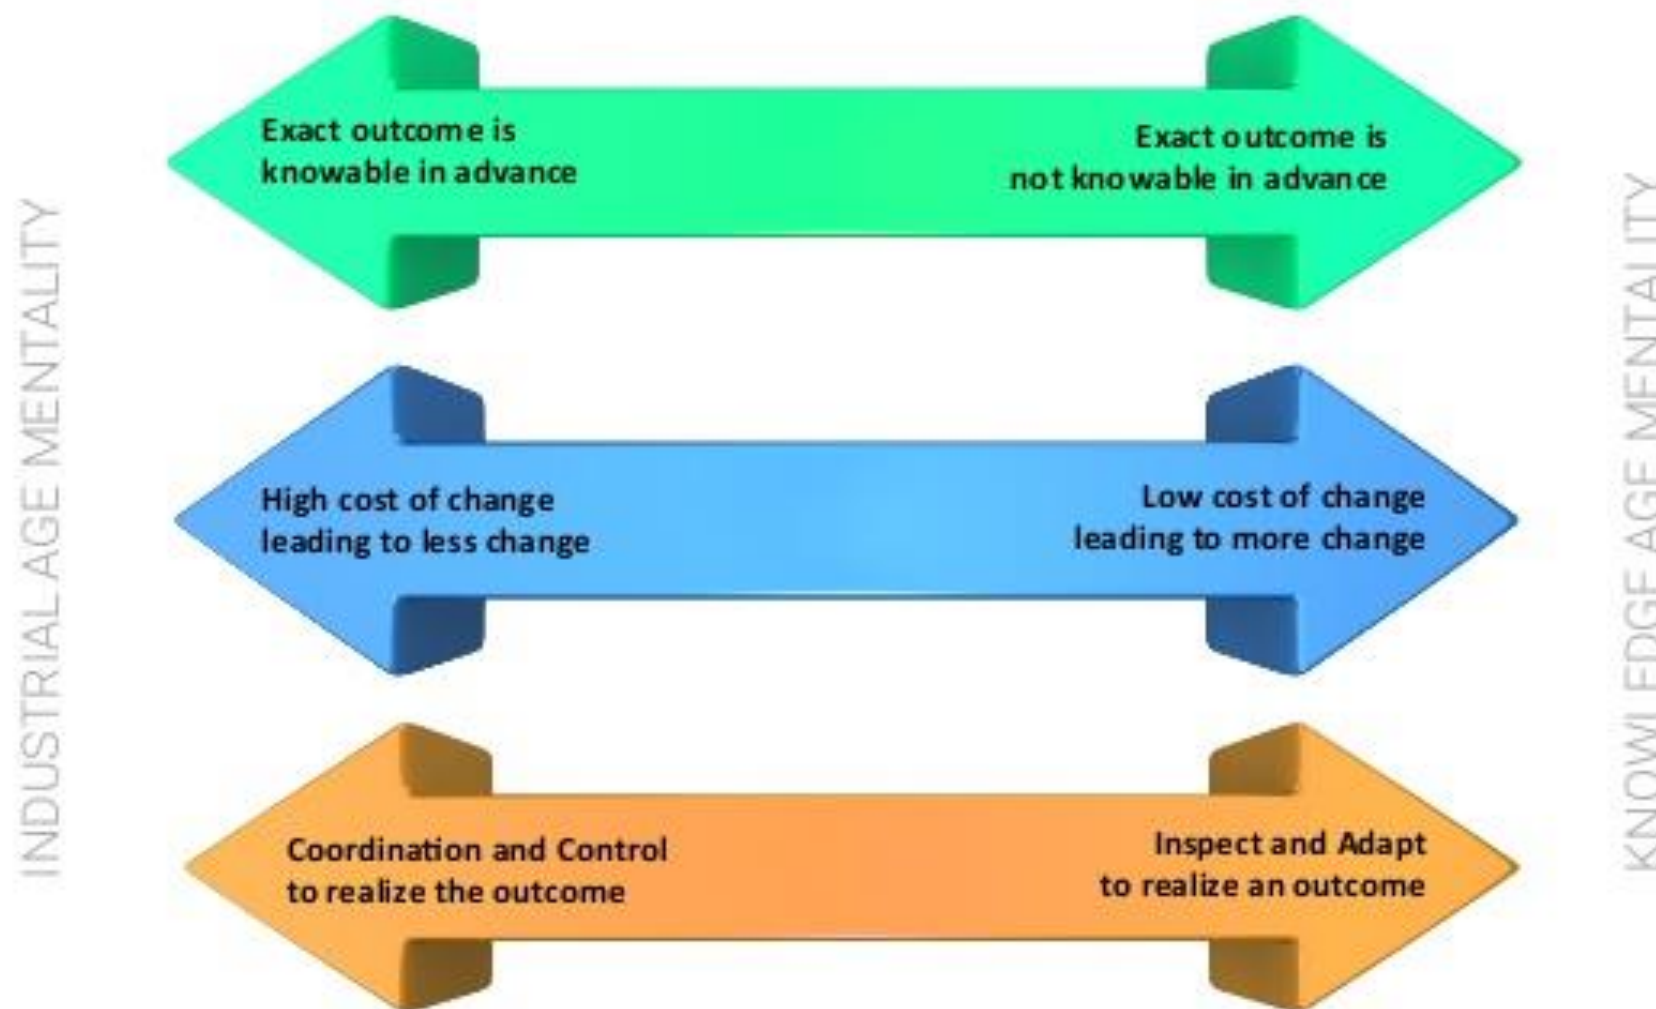 INDUSTRIAL AGE MENTALITY
Exact outcome is
knowable in advance
Exact outcome is
not knowable in advance
High cost of change
leading to less change
Low cost of change
leading to more change
Coordination and Control
to realize the outcome
Inspect and Adapt
to realize an outcome
KNOWLEDGE AGE MENTALITY